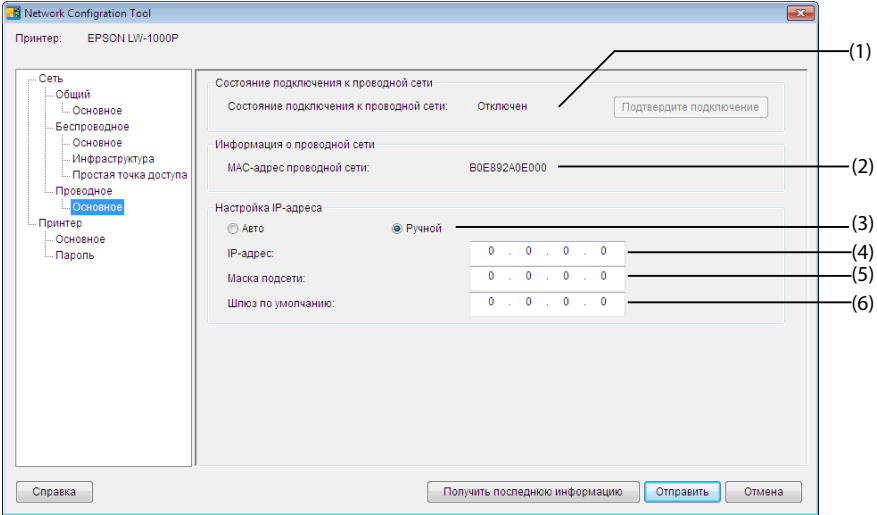 Network Configration Tool
Принтер: EPSON LW-1000P
Сеть
Общий
Основное
Беспроводное
Основное
Инфраструктура
Простая точка доступа
Проводное
Основное
Принтер
Основное
Пароль
Состояние подключения к проводной сети
Состояние подключения к проводной сети: Отключен Подтвердите подключение (1)
Информация о проводной сети
MAC-адрес проводной сети: B0E892A0E000 (2)
Настройка IP-адреса
Авто Ручной (3)
IP-адрес: 0 . 0 . 0 . 0 (4)
Маска подсети: 0 . 0 . 0 . 0 (5)
Шлюз по умолчанию: 0 . 0 . 0 . 0 (6)
Справка Получить последнюю информацию Отправить Отмена